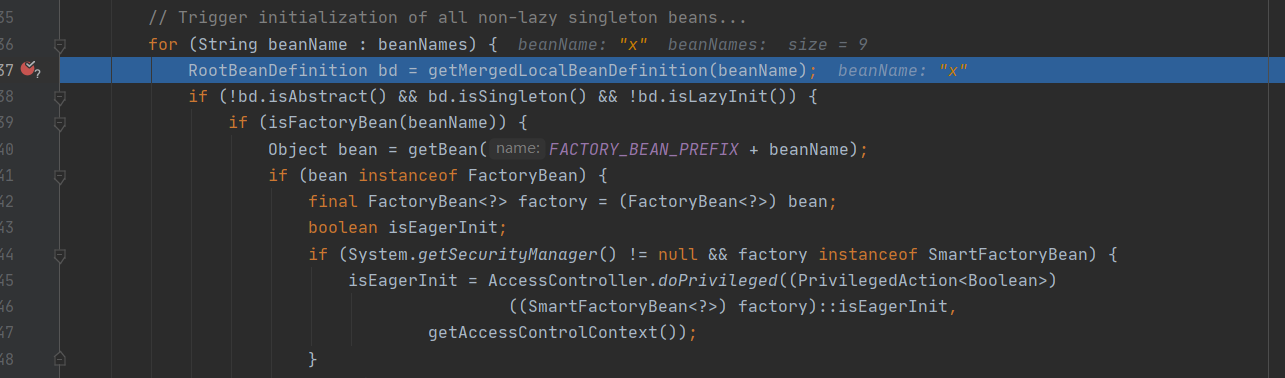 35 // Trigger initialization of all non-lazy singleton beans...
36 for (String beanName : beanNames) { beanName: "x" beanNames: size = 9
37 ? RootBeanDefinition bd = getMergedLocalBeanDefinition(beanName); beanName: "x"
38 if (!bd.isAbstract() && bd.isSingleton() && !bd.isLazyInit()) {
39 if (isFactoryBean(beanName)) {
40 Object bean = getBean( name: FACTORY_BEAN_PREFIX + beanName);
41 if (bean instanceof FactoryBean) {
42 final FactoryBean<?> factory = (FactoryBean<?>) bean;
43 boolean isEagerInit;
44 if (System.getSecurityManager() != null && factory instanceof SmartFactoryBean) {
45 isEagerInit = AccessController.doPrivileged((PrivilegedAction<Boolean>)
46 ((SmartFactoryBean<?>) factory)::isEagerInit,
47 getAccessControlContext());
48 }